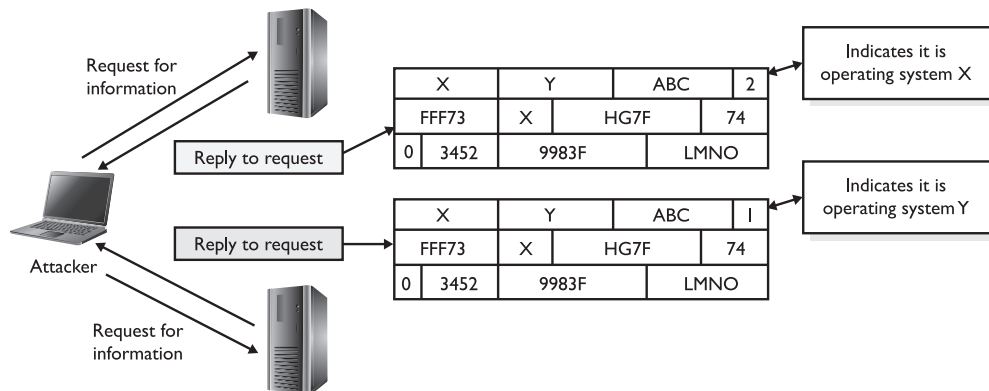 Request for
information
Indicates it is
operating system X
X Y ABC 2
FFF73 X HG7F 74
0 3452 9983F LMNO
Reply to request
Indicates it is
operating system Y
X Y ABC 1
FFF73 X HG7F 74
0 3452 9983F LMNO
Reply to request
Attacker
Request for
information